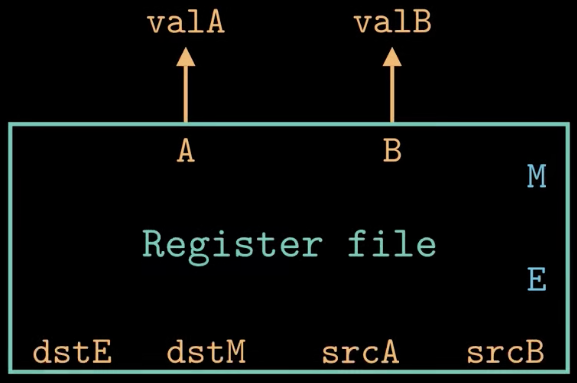 valA valB
A B
M
Register file
E
dstE dstM srcA srcB